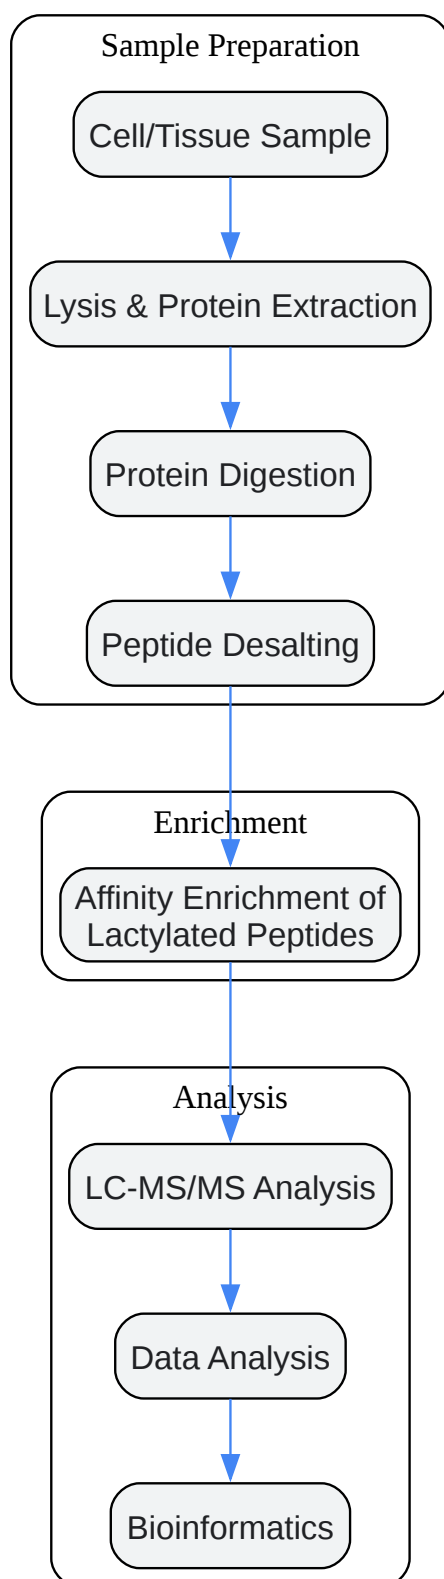 Sample Preparation
Cell/Tissue Sample
Lysis & Protein Extraction
Protein Digestion
Peptide Desalting
Enrichment
Affinity Enrichment of
Lactylated Peptides
Analysis
LC-MS/MS Analysis
Data Analysis
Bioinformatics